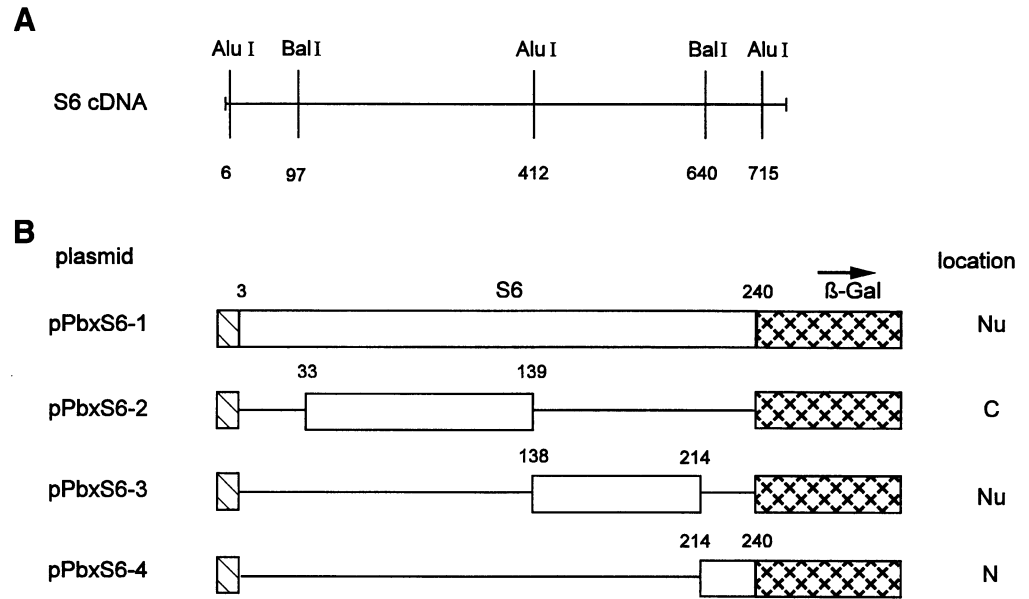 A
Alu I Bal I Alu I Bal I Alu I
S6 cDNA
6 97 412 640 715
B
plasmid location
3 S6 240 ß-Gal
pPbxS6-1 Nu
33 139
pPbxS6-2 C
138 214
pPbxS6-3 Nu
214 240
pPbxS6-4 N